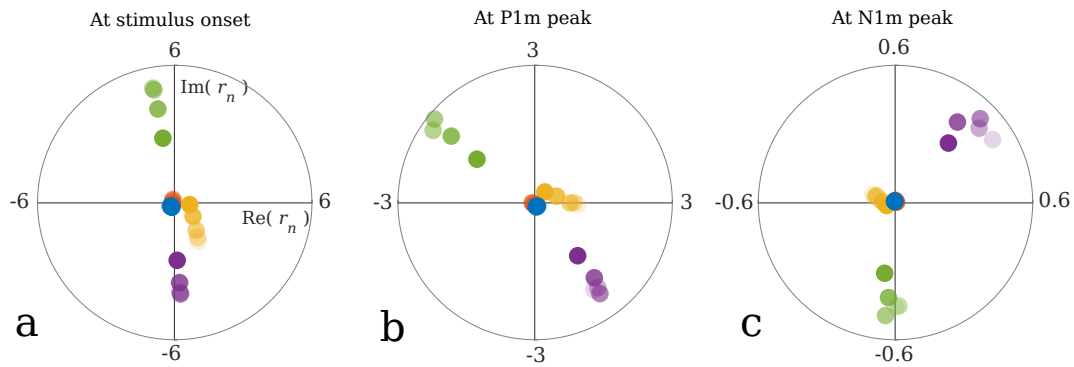 At stimulus onset
6
Im( r_n )
-6
6
Re( r_n )
-6
a
At P1m peak
3
-3
3
-3
b
At N1m peak
0.6
-0.6
0.6
-0.6
c